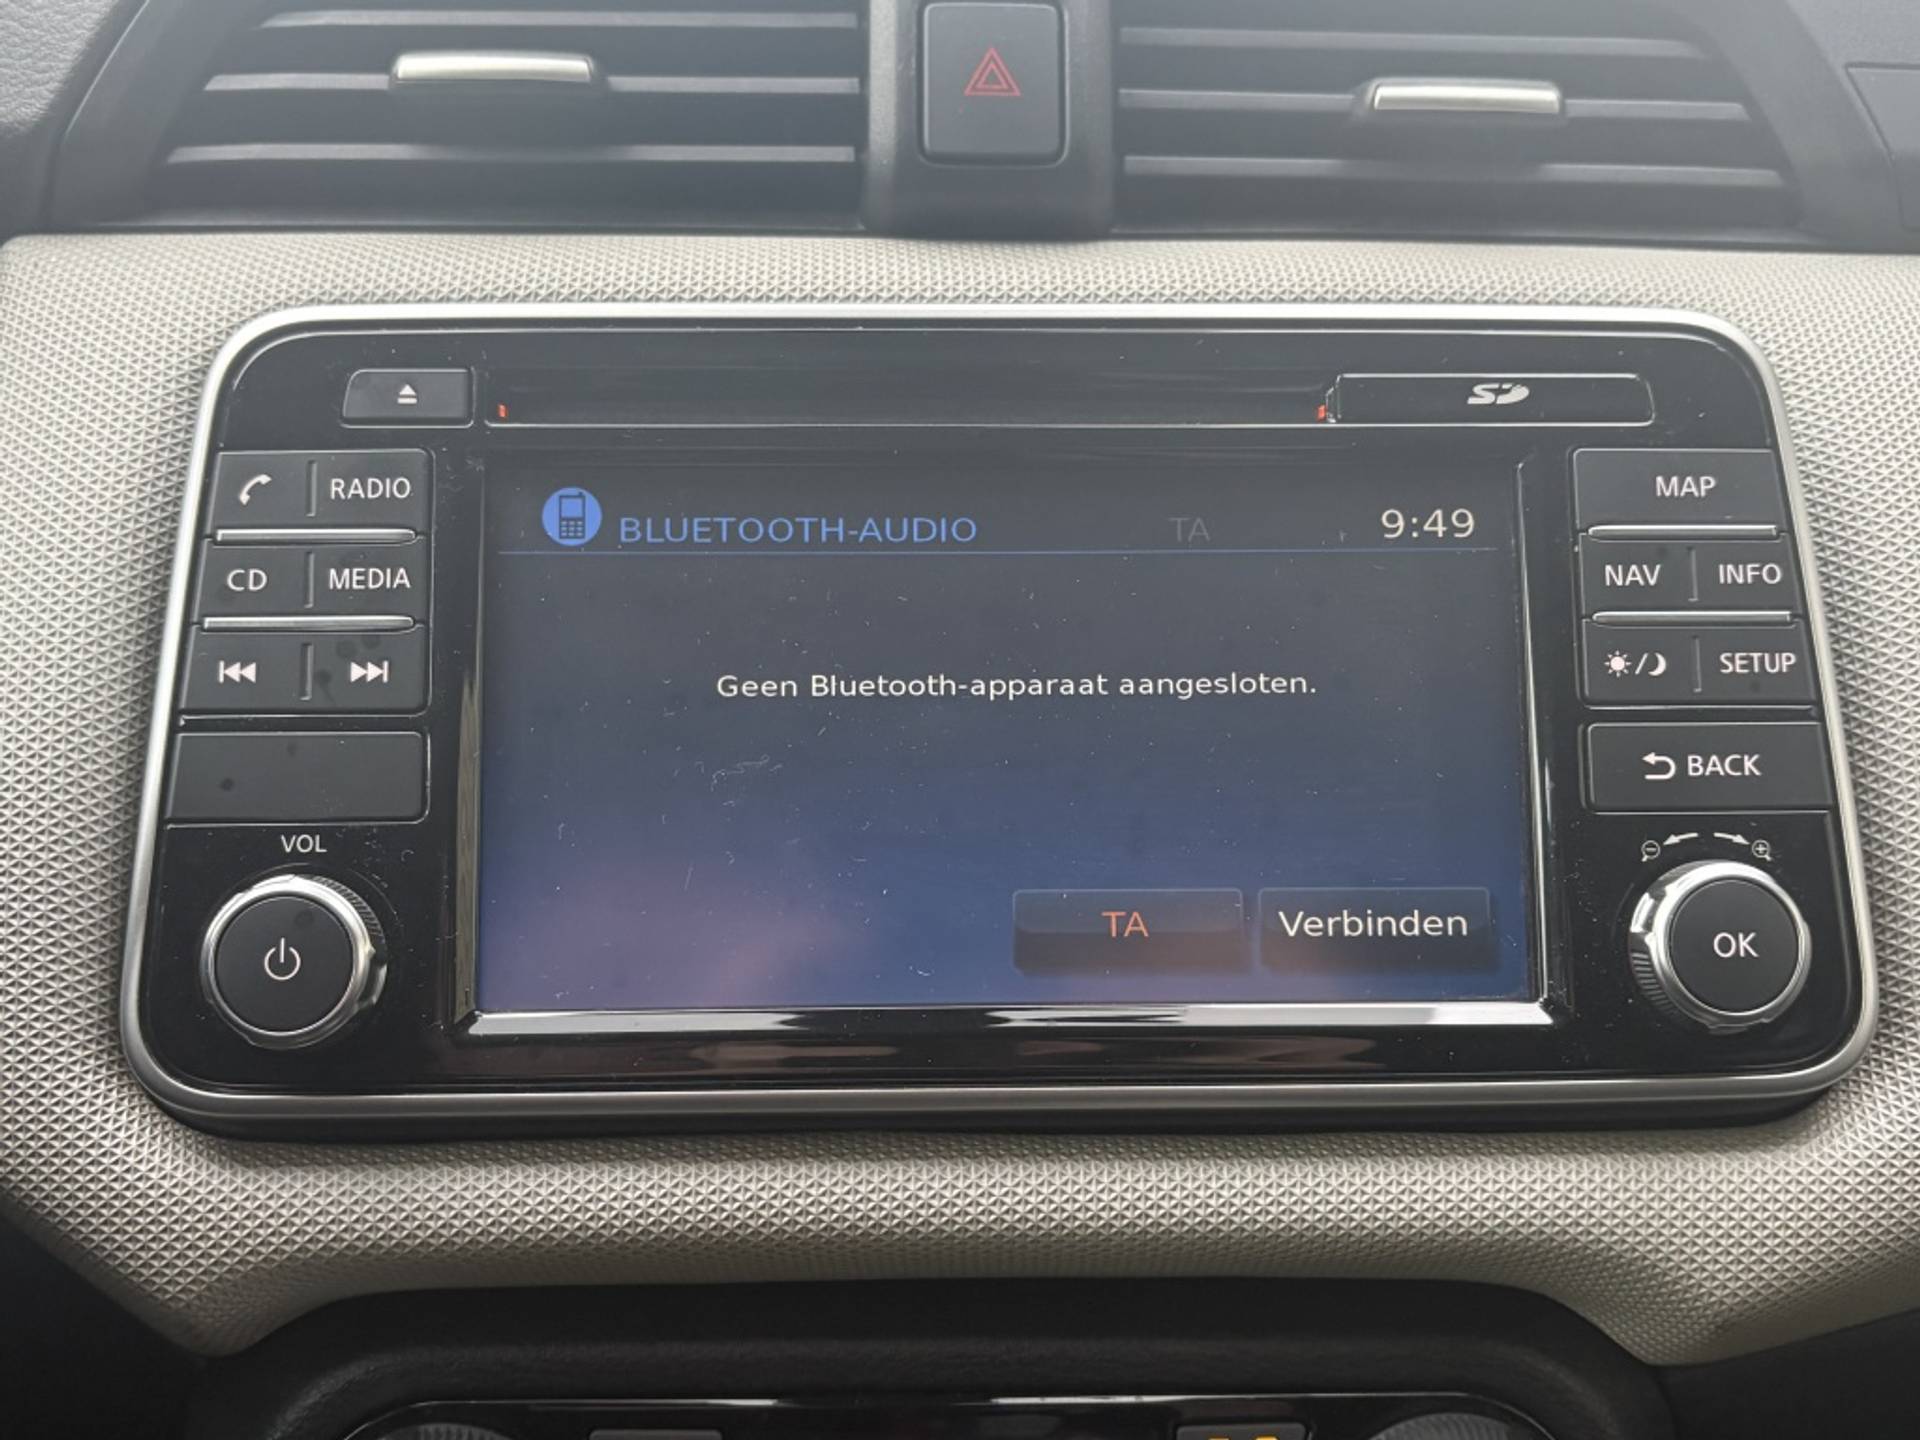 SD
RADIO
MAP
BLUETOOTH-AUDIO TA 9:49
CD MEDIA
NAV INFO
Geen Bluetooth-apparaat aangesloten.
SETUP
BACK
VOL
TA Verbinden
OK